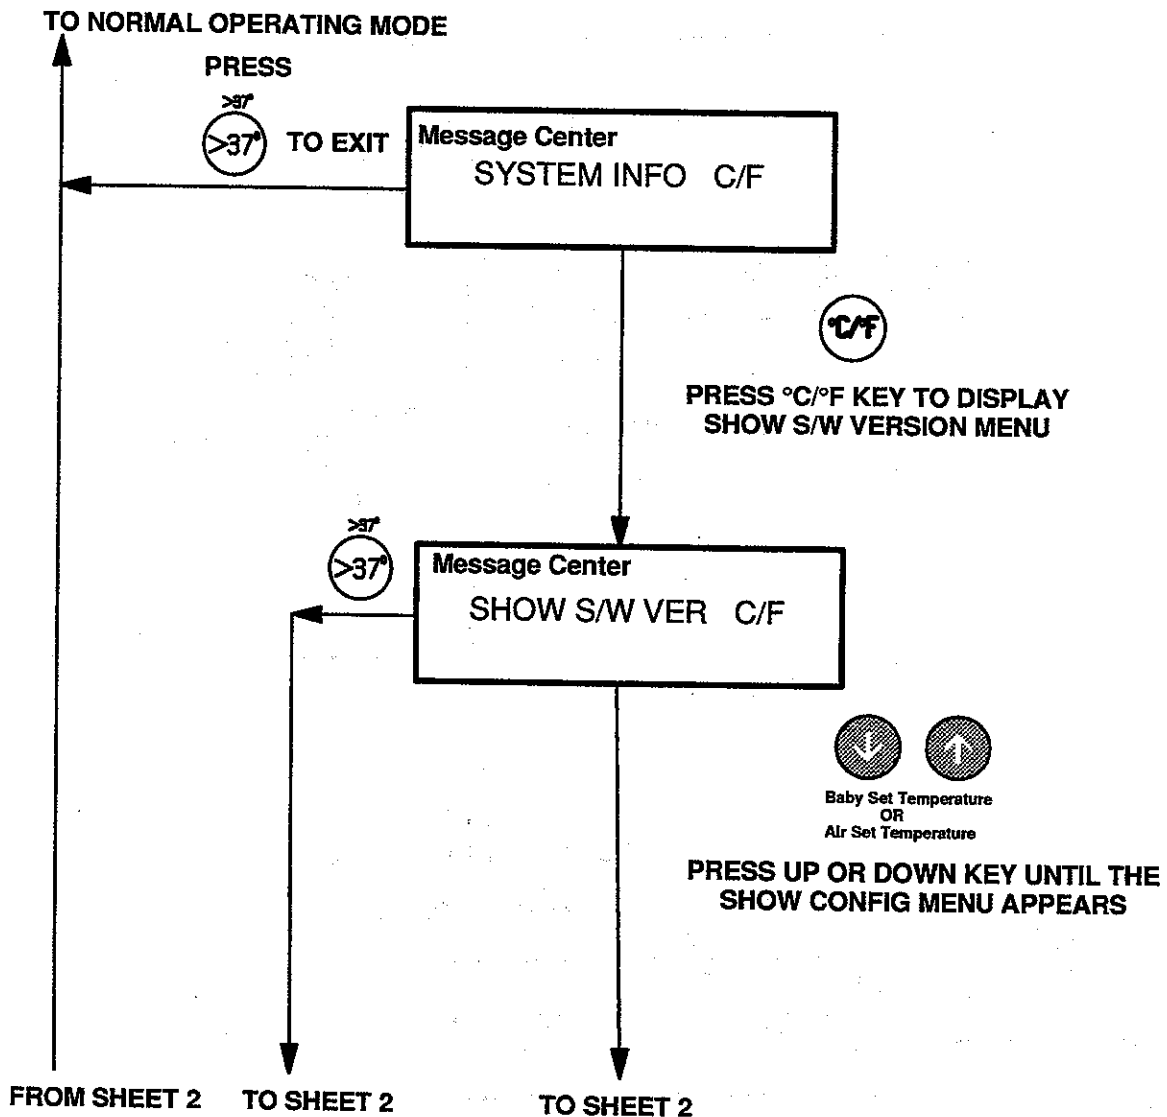 TO NORMAL OPERATING MODE
PRESS
>37°
>37° TO EXIT
Message Center
SYSTEM INFO C/F
°C/°F
PRESS °C/°F KEY TO DISPLAY
SHOW S/W VERSION MENU
>37°
>37°
Message Center
SHOW S/W VER C/F
Baby Set Temperature
OR
Air Set Temperature
PRESS UP OR DOWN KEY UNTIL THE
SHOW CONFIG MENU APPEARS
FROM SHEET 2 TO SHEET 2 TO SHEET 2